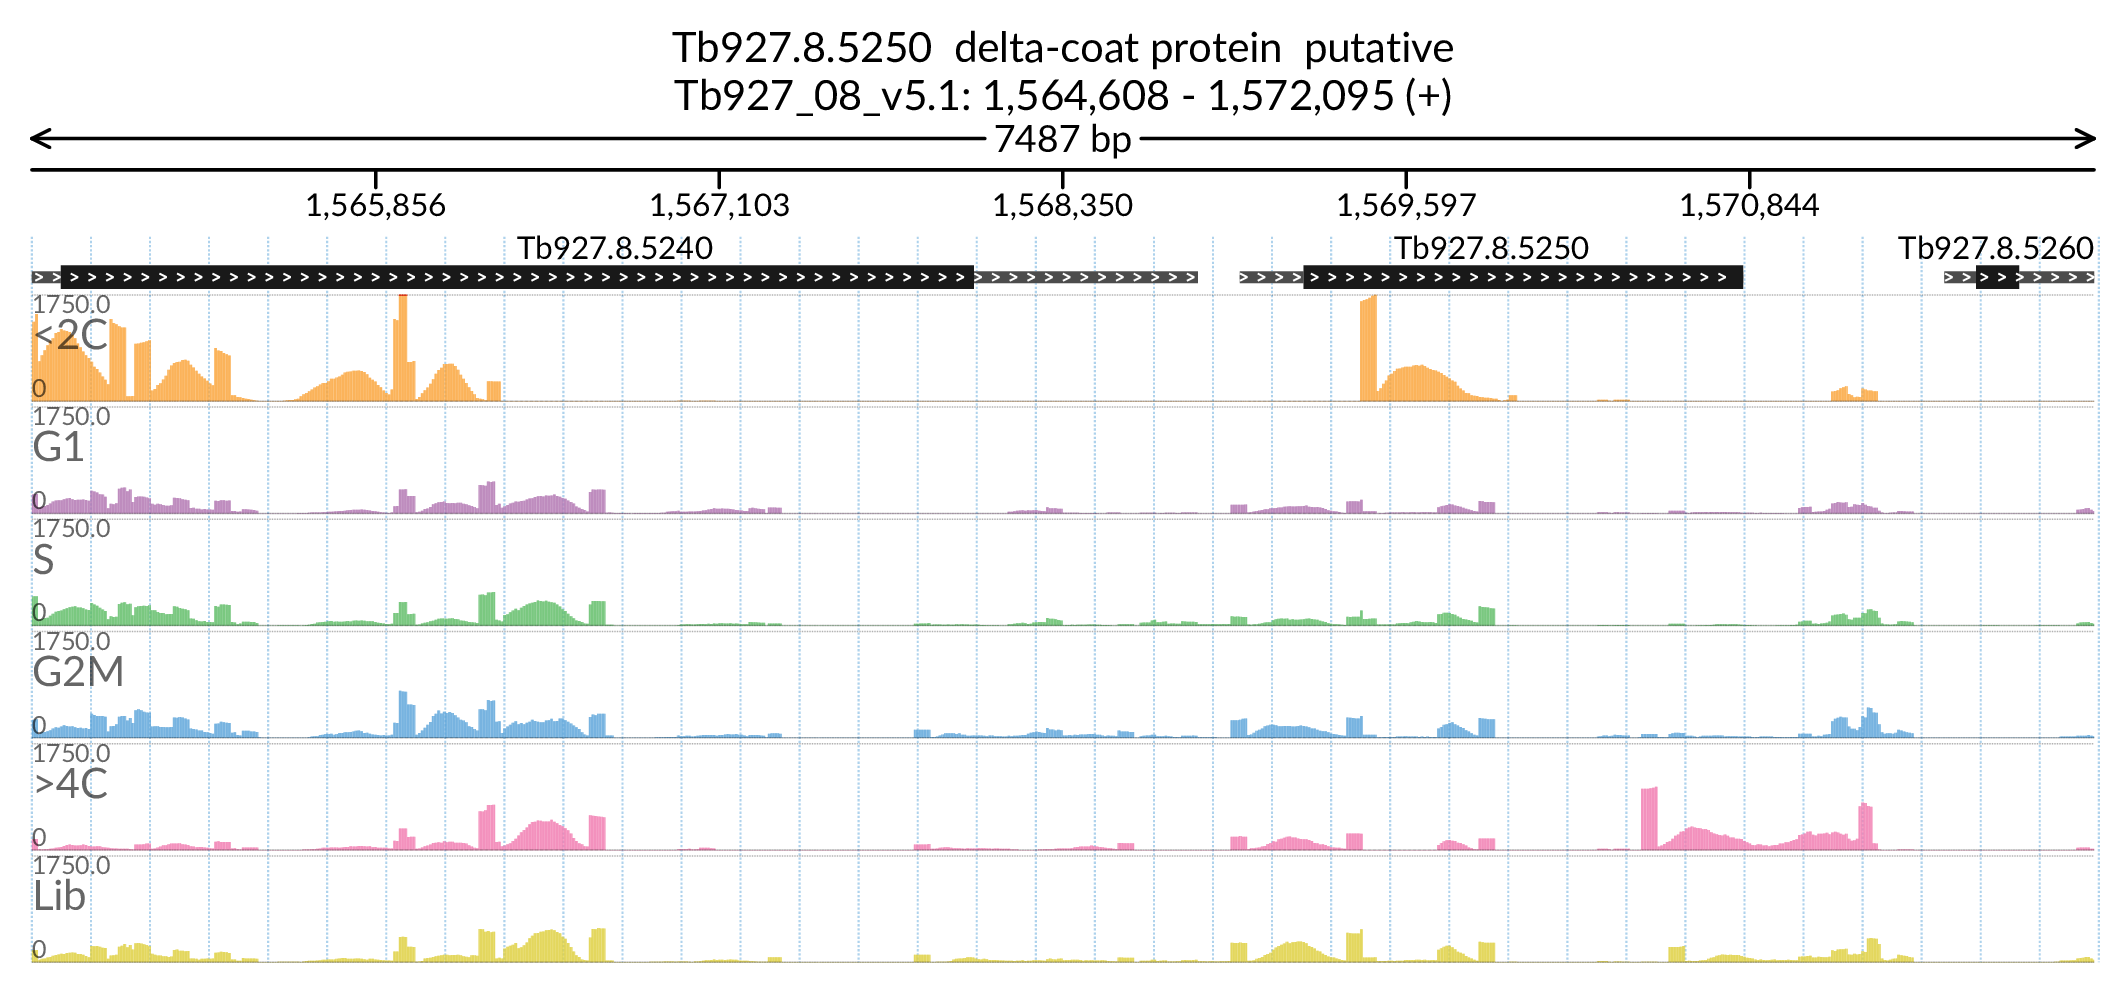 Tb927.8.5250  delta-coat protein  putative
Tb927_08_v5.1: 1,564,608 - 1,572,095 (+)
7487 bp
1,565,856 1,567,103 1,568,350 1,569,597 1,570,844
Tb927.8.5240 Tb927.8.5250 Tb927.8.5260
1750.0
<2C
0
1750.0
G1
0
1750.0
S
0
1750.0
G2M
0
1750.0
>4C
0
1750.0
Lib
0